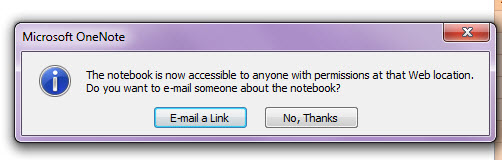 Microsoft OneNote
The notebook is now accessible to anyone with permissions at that Web location.
Do you want to e-mail someone about the notebook?
E-mail a Link
No, Thanks